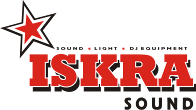 SOUND • LIGHT • DJ EQUIPMENT
ISKRA
SOUND